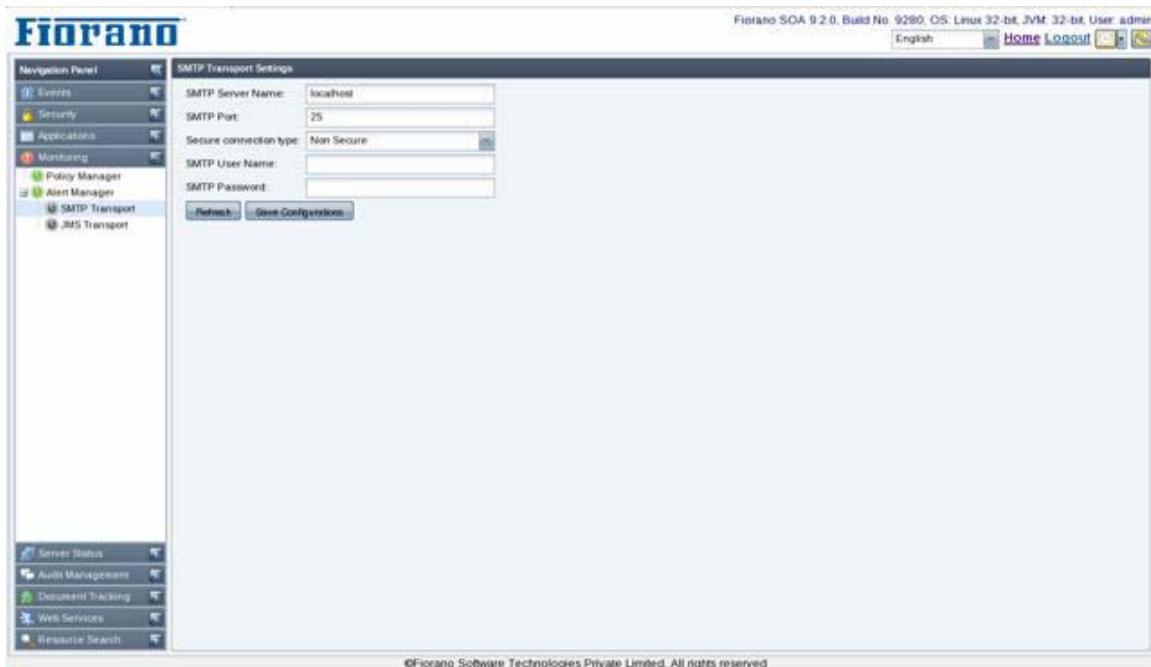 Fiorano
Fiorano SOA 9.2.0, Build No. 9280, OS: Linux 32-bit, JVM: 32-bit, User: admin
English Home Logout
Navigation Panel
Events
Security
Applications
Monitoring
Policy Manager
Alert Manager
SMTP Transport
JMS Transport
Server Status
Audit Management
Document Tracking
Web Services
Resource Search
SMTP Transport Settings
SMTP Server Name: localhost
SMTP Port: 25
Secure connection type: Non Secure
SMTP User Name:
SMTP Password:
Refresh Save Configurations
©Fiorano Software Technologies Private Limited. All rights reserved